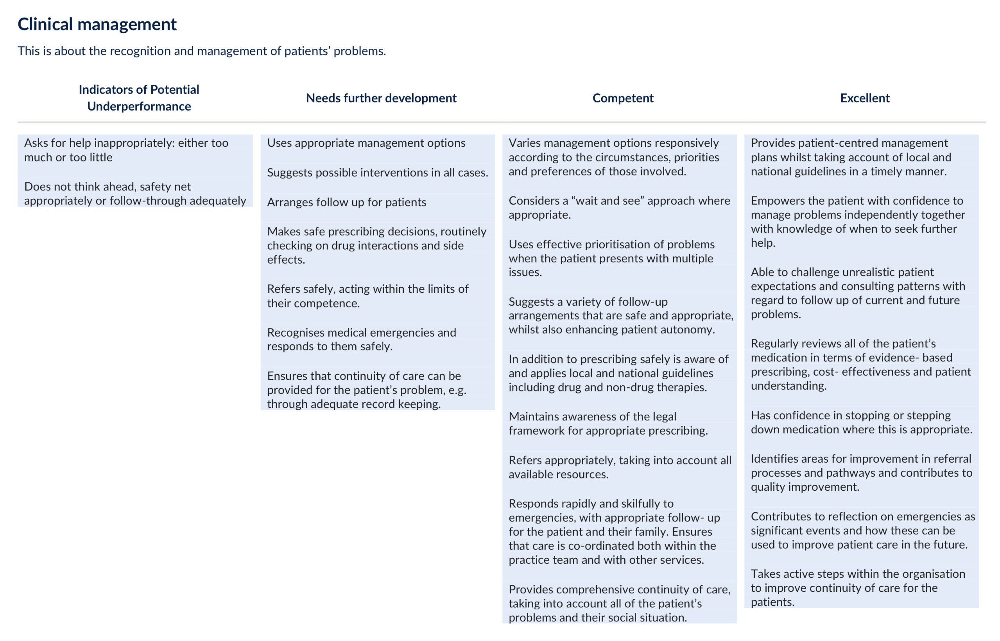 Clinical management
This is about the recognition and management of patients’ problems.
Indicators of Potential
Underperformance
Needs further development
Competent
Excellent
Asks for help inappropriately: either too
much or too little
Does not think ahead, safety net
appropriately or follow-through adequately
Uses appropriate management options
Suggests possible interventions in all cases.
Arranges follow up for patients
Makes safe prescribing decisions, routinely
checking on drug interactions and side
effects.
Refers safely, acting within the limits of
their competence.
Recognises medical emergencies and
responds to them safely.
Ensures that continuity of care can be
provided for the patient’s problem, e.g.
through adequate record keeping.
Varies management options responsively
according to the circumstances, priorities
and preferences of those involved.
Considers a “wait and see” approach where
appropriate.
Uses effective prioritisation of problems
when the patient presents with multiple
issues.
Suggests a variety of follow-up
arrangements that are safe and appropriate,
whilst also enhancing patient autonomy.
In addition to prescribing safely is aware of
and applies local and national guidelines
including drug and non-drug therapies.
Maintains awareness of the legal
framework for appropriate prescribing.
Refers appropriately, taking into account all
available resources.
Responds rapidly and skilfully to
emergencies, with appropriate follow- up
for the patient and their family. Ensures
that care is co-ordinated both within the
practice team and with other services.
Provides comprehensive continuity of care,
taking into account all of the patient’s
problems and their social situation.
Provides patient-centred management
plans whilst taking account of local and
national guidelines in a timely manner.
Empowers the patient with confidence to
manage problems independently together
with knowledge of when to seek further
help.
Able to challenge unrealistic patient
expectations and consulting patterns with
regard to follow up of current and future
problems.
Regularly reviews all of the patient’s
medication in terms of evidence- based
prescribing, cost- effectiveness and patient
understanding.
Has confidence in stopping or stepping
down medication where this is appropriate.
Identifies areas for improvement in referral
processes and pathways and contributes to
quality improvement.
Contributes to reflection on emergencies as
significant events and how these can be
used to improve patient care in the future.
Takes active steps within the organisation
to improve continuity of care for the
patients.